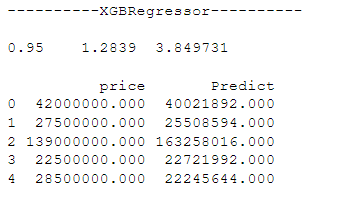 ----------XGBRegressor----------
0.95 1.2839 3.849731
price Predict
0 42000000.000 40021892.000
1 27500000.000 25508594.000
2 139000000.000 163258016.000
3 22500000.000 22721992.000
4 28500000.000 22245644.000